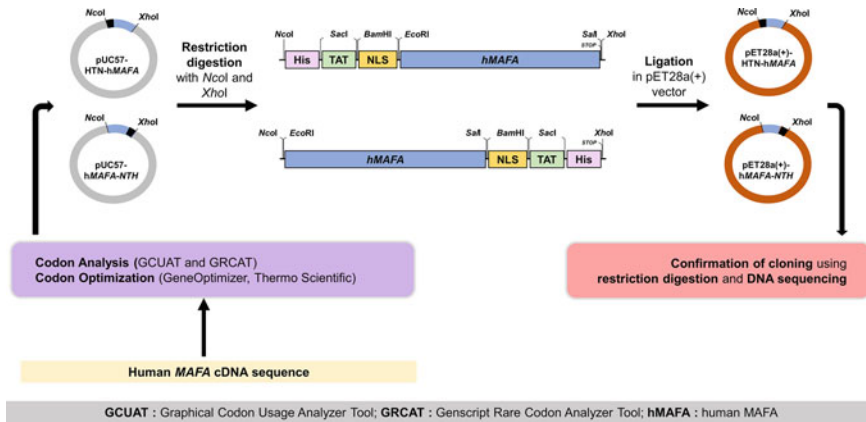 NcoI
XhoI
pUC57-
HTN-hMAFA
NcoI
XhoI
pUC57-
hMAFA-NTH
Restriction
digestion
with NcoI and
XhoI
NcoI
SacI
BamHI
EcoRI
SalI
XhoI
STOP
His
TAT
NLS
hMAFA
NcoI
EcoRI
SalI
BamHI
SacI
XhoI
STOP
hMAFA
NLS
TAT
His
Ligation
in pET28a(+)
vector
NcoI
XhoI
pET28a(+)-
HTN-hMAFA
NcoI
XhoI
pET28a(+)-
hMAFA-NTH
Codon Analysis (GCUAT and GRCAT)
Codon Optimization (GeneOptimizer, Thermo Scientific)
Confirmation of cloning using
restriction digestion and DNA sequencing
Human MAFA cDNA sequence
GCUAT : Graphical Codon Usage Analyzer Tool; GRCAT : Genscript Rare Codon Analyzer Tool; hMAFA : human MAFA